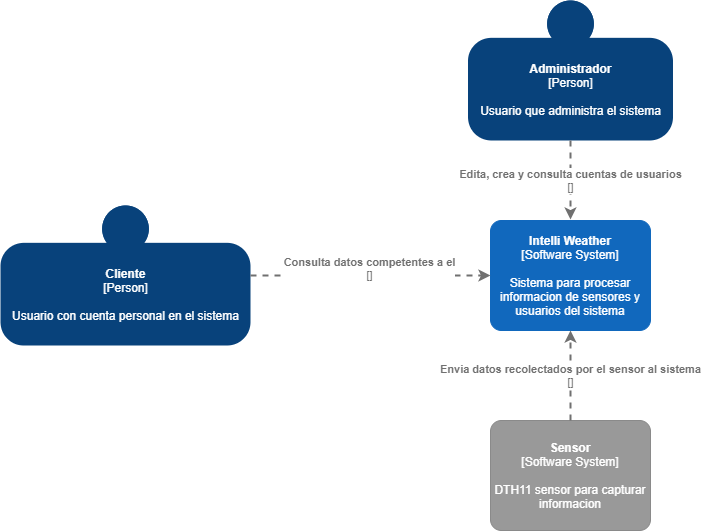 Administrador
[Person]
Usuario que administra el sistema
Edita, crea y consulta cuentas de usuarios
[]
Cliente
[Person]
Usuario con cuenta personal en el sistema
Consulta datos competentes a el
[]
Intelli Weather
[Software System]
Sistema para procesar
informacion de sensores y
usuarios del sistema
Envia datos recolectados por el sensor al sistema
[]
Sensor
[Software System]
DTH11 sensor para capturar
informacion